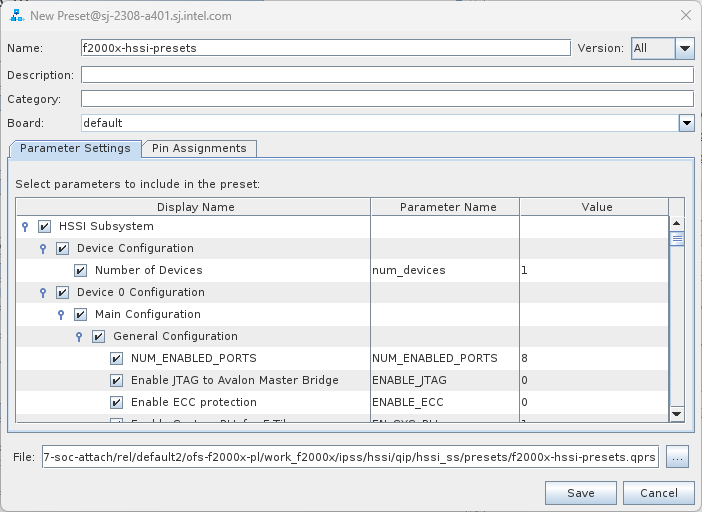 New Preset@sj-2308-a401.sj.intel.com
Name: f2000x-hssi-presets Version: All
Description:
Category:
Board: default
Parameter Settings Pin Assignments
Select parameters to include in the preset:
Display Name Parameter Name Value
HSSI Subsystem
Device Configuration
Number of Devices num_devices 1
Device 0 Configuration
Main Configuration
General Configuration
NUM_ENABLED_PORTS NUM_ENABLED_PORTS 8
Enable JTAG to Avalon Master Bridge ENABLE_JTAG 0
Enable ECC protection ENABLE_ECC 0
File: 7-soc-attach/rel/default2/ofs-f2000x-pl/work_f2000x/ipss/hssi/qip/hssi_ss/presets/f2000x-hssi-presets.qprs ...
Save Cancel